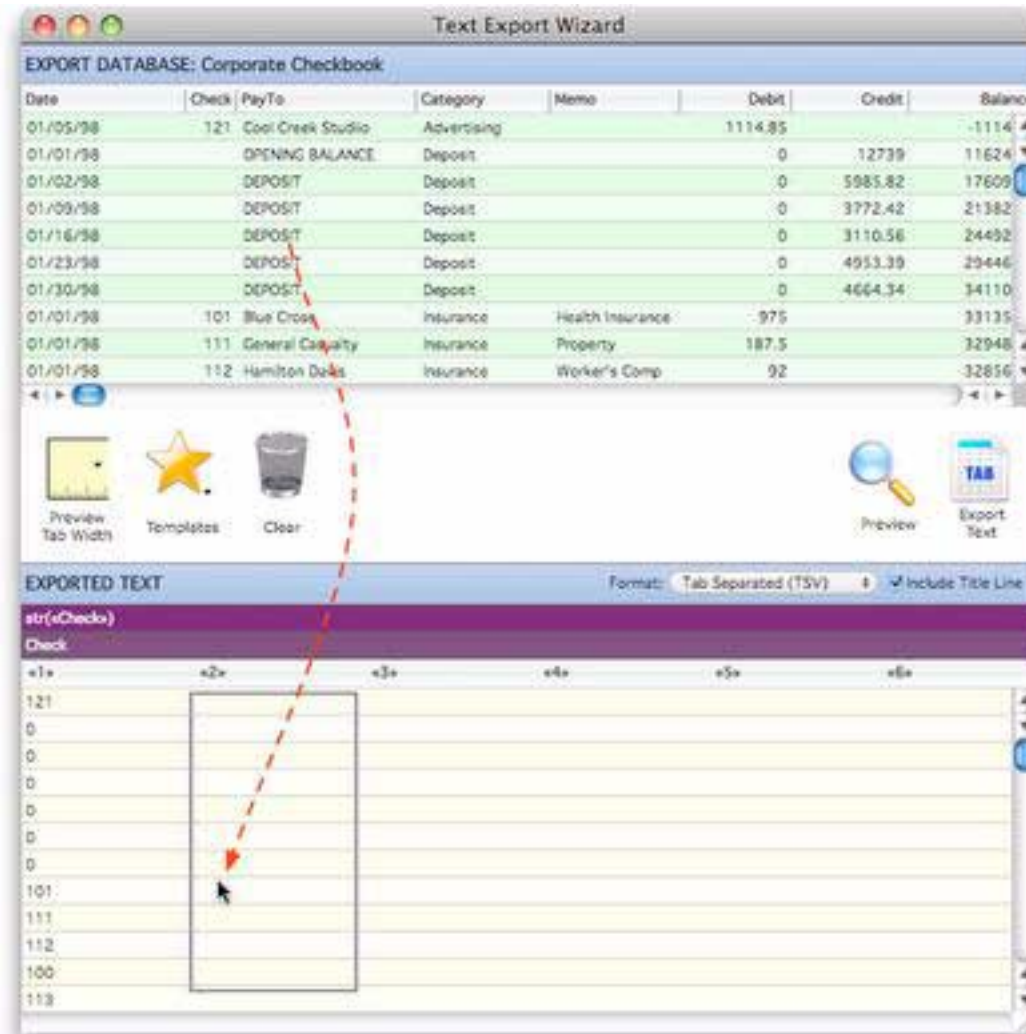 Text Export Wizard
EXPORT DATABASE: Corporate Checkbook
Date Check PayTo Category Memo Debit Credit Balanc
01/05/98 121 Cool Creek Studio Advertising 1114.85 -1114
01/01/98 OPENING BALANCE Deposit 0 12739 11624
01/02/98 DEPOSIT Deposit 0 5985.82 17609
01/09/98 DEPOSIT Deposit 0 3772.42 21382
01/16/98 DEPOSIT Deposit 0 3110.56 24492
01/23/98 DEPOSIT Deposit 0 4953.39 29446
01/30/98 DEPOSIT Deposit 0 4664.34 34110
01/01/98 101 Blue Cross Insurance Health Insurance 975 33135
01/01/98 111 General Casualty Insurance Property 187.5 32948
01/01/98 112 Hamilton Insurance Worker's Comp 92 32856
Preview Tab Width
Templates
Clear
Preview
TAB
Export Text
EXPORTED TEXT Format: Tab Separated (TSV) Include Title Line
str(«Check»)
Check
«1» «2» «3» «4» «5» «6»
121
0
0
0
0
0
0
101
111
112
100
113